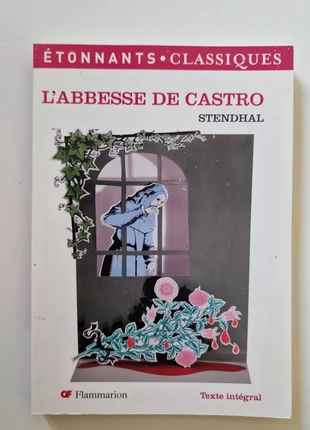 ÉTONNANTS • CLASSIQUES
L'ABBESSE DE CASTRO
STENDHAL
GF Flammarion
Texte intégral